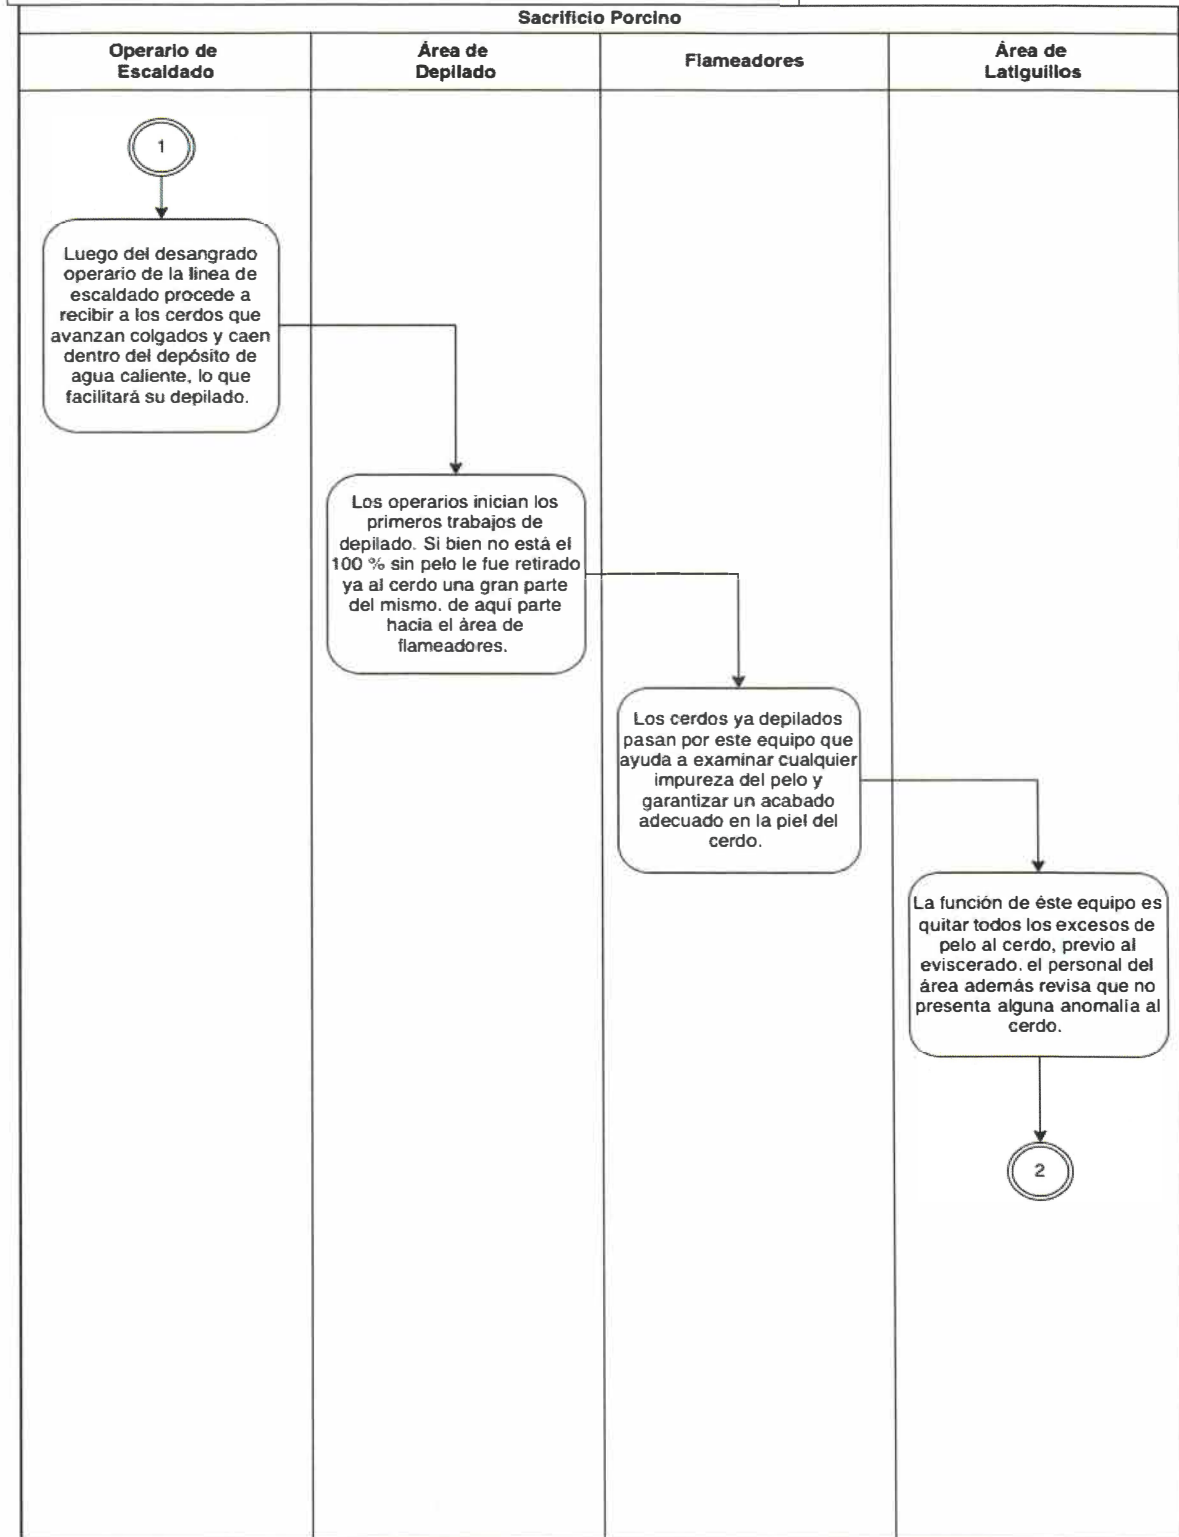 Sacrificio Porcino
Operario de
Escaldado
Área de
Depilado
Flameadores
Área de
Latiguillos
1
Luego del desangrado
operario de la linea de
escaldado procede a
recibir a los cerdos que
avanzan colgados y caen
dentro del depósito de
agua caliente, lo que
facilitará su depilado.
Los operarios inician los
primeros trabajos de
depilado. Si bien no está el
100 % sin pelo le fue retirado
ya al cerdo una gran parte
del mismo. de aquí parte
hacia el área de
flameadores.
Los cerdos ya depilados
pasan por este equipo que
ayuda a examinar cualquier
impureza del pelo y
garantizar un acabado
adecuado en la piel del
cerdo.
La función de éste equipo es
quitar todos los excesos de
pelo al cerdo, previo al
eviscerado. el personal del
área además revisa que no
presenta alguna anomalía al
cerdo.
2